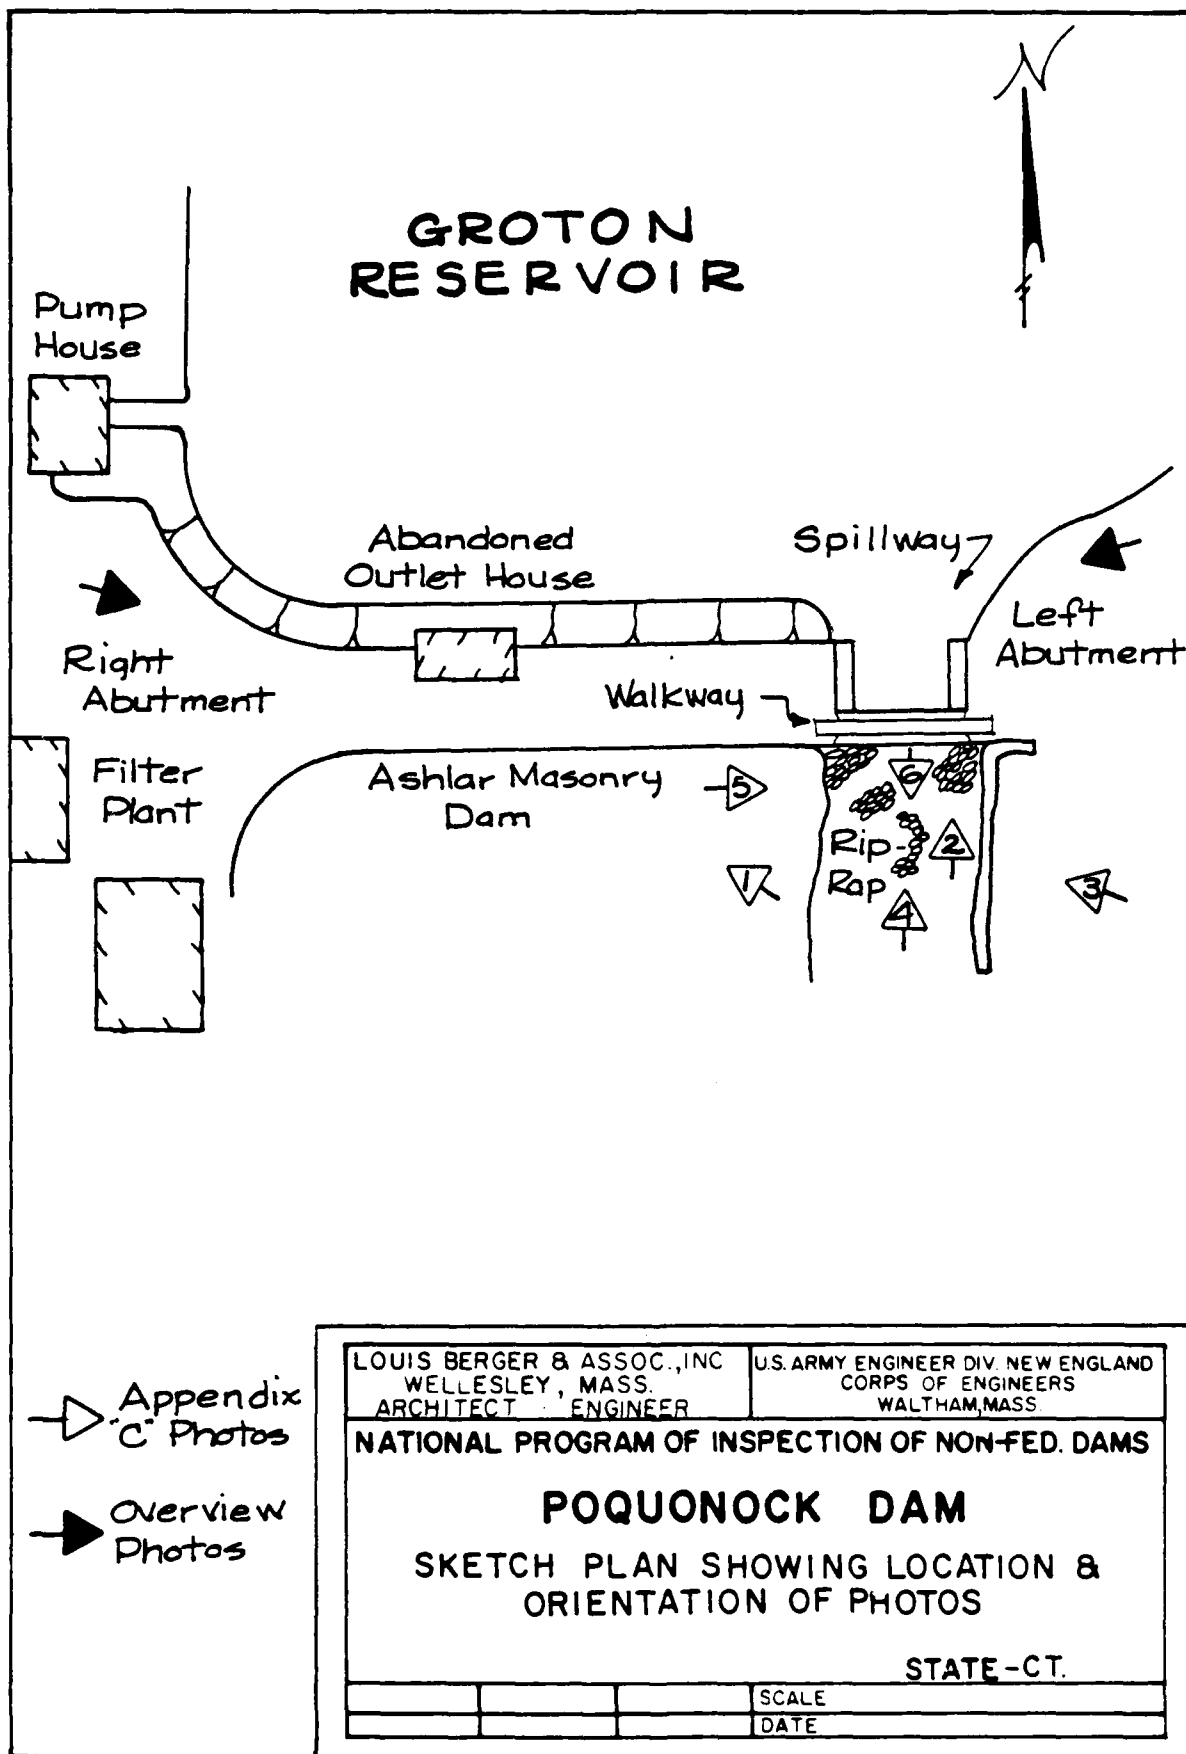 N
GROTON
RESERVOIR
Pump
House
Abandoned
Outlet House
Spillway
Left
Abutment
Right
Abutment
Walkway
Filter
Plant
Ashlar Masonry
Dam
5
6
Rip-
Rap
2
1
3
4
Appendix
"C" Photos
Overview
Photos
LOUIS BERGER & ASSOC., INC
WELLESLEY, MASS.
ARCHITECT ENGINEER
U.S. ARMY ENGINEER DIV. NEW ENGLAND
CORPS OF ENGINEERS
WALTHAM, MASS.
NATIONAL PROGRAM OF INSPECTION OF NON-FED. DAMS
POQUONOCK DAM
SKETCH PLAN SHOWING LOCATION &
ORIENTATION OF PHOTOS
STATE-CT.
SCALE
DATE